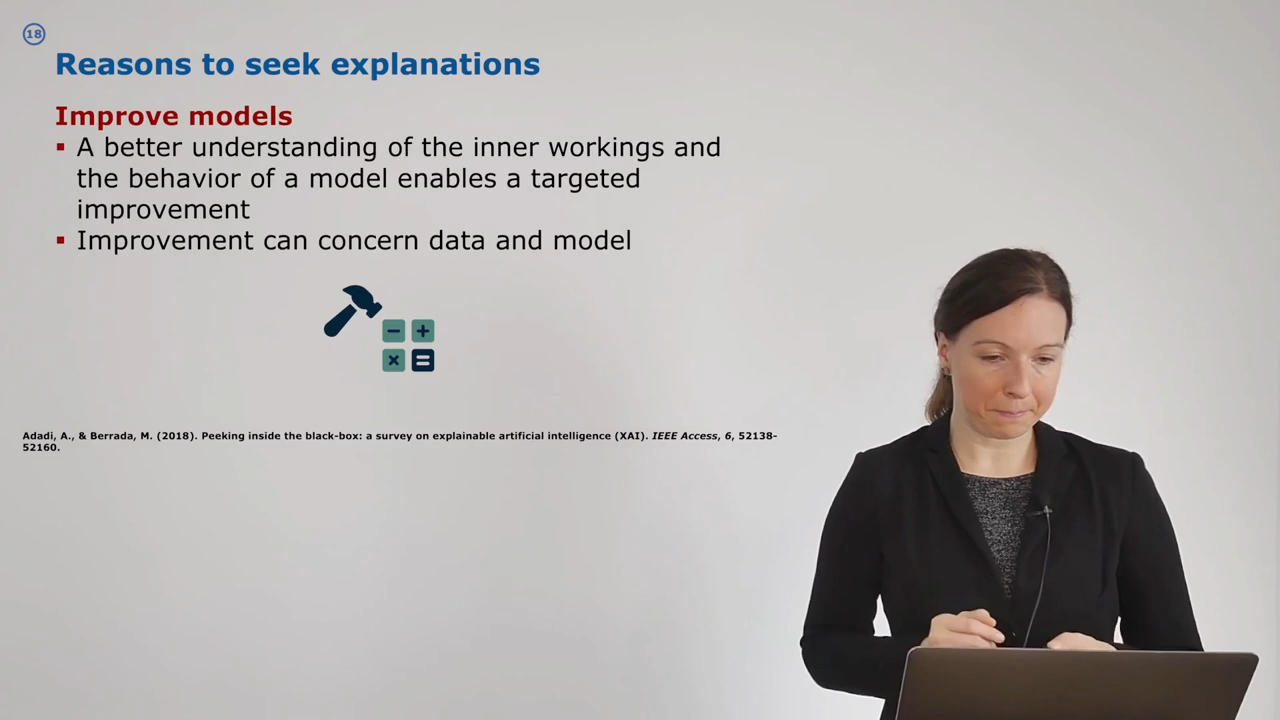 18
Reasons to seek explanations
Improve models
▪ A better understanding of the inner workings and
the behavior of a model enables a targeted
improvement
▪ Improvement can concern data and model
− +
× =
Adadi, A., & Berrada, M. (2018). Peeking inside the black-box: a survey on explainable artificial intelligence (XAI). IEEE Access, 6, 52138-
52160.